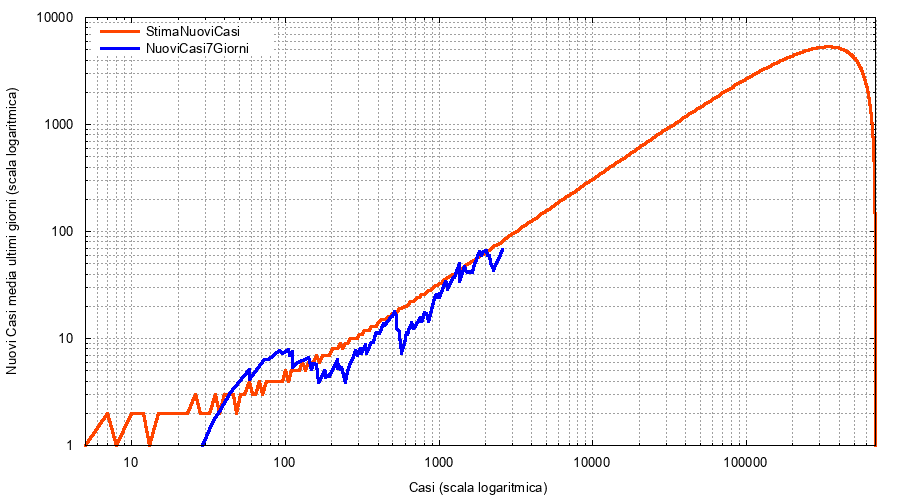 10000
StimaNuoviCasi
NuoviCasi7Giorni
1000
100
10
1
Nuovi Casi media ultimi giorni (scala logaritmica)
10 100 1000 10000 100000
Casi (scala logaritmica)